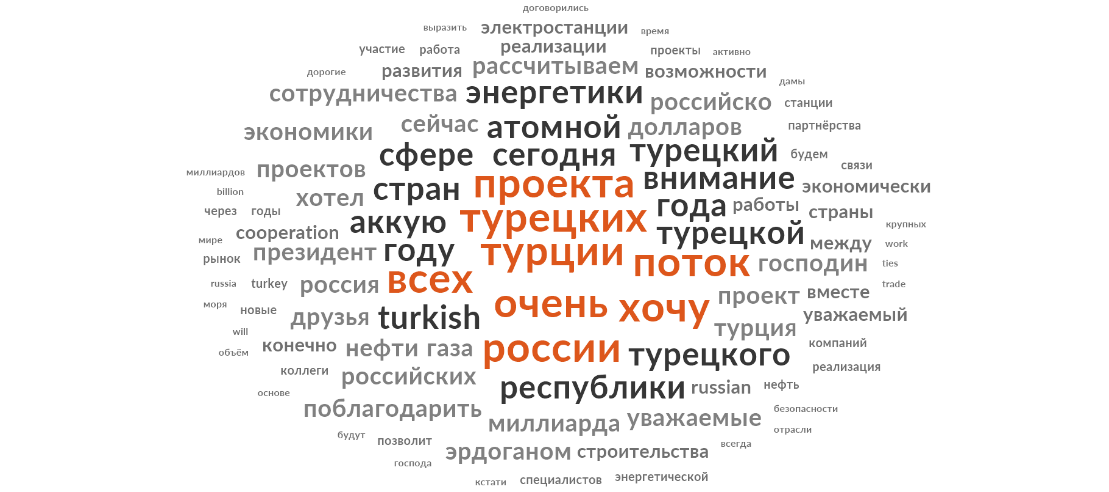 договорились
выразить электростанции время
участие работа реализации проекты активно
дорогие развития рассчитываем возможности дамы
сотрудничества энергетики российско станции
экономики сейчас атомной долларов партнёрства
сфере сегодня турецкий будем
миллиардов проектов связи
billion хотел стран проекта внимание экономически
через годы аккую турецких года работы страны
крупных
мире cooperation турецкой между work
рынок президент году турции поток господин ties
russia turkey россия всех проект вместе trade
моря новые друзья turkish очень хочу турция уважаемый
will
объём конечно нефти газа россии турецкого компаний
коллеги российских реализация
основе республики russian нефть
поблагодарить миллиарда уважаемые безопасности
отрасли
будут позволит эрдоганом строительства всегда
господа
кстати специалистов энергетической